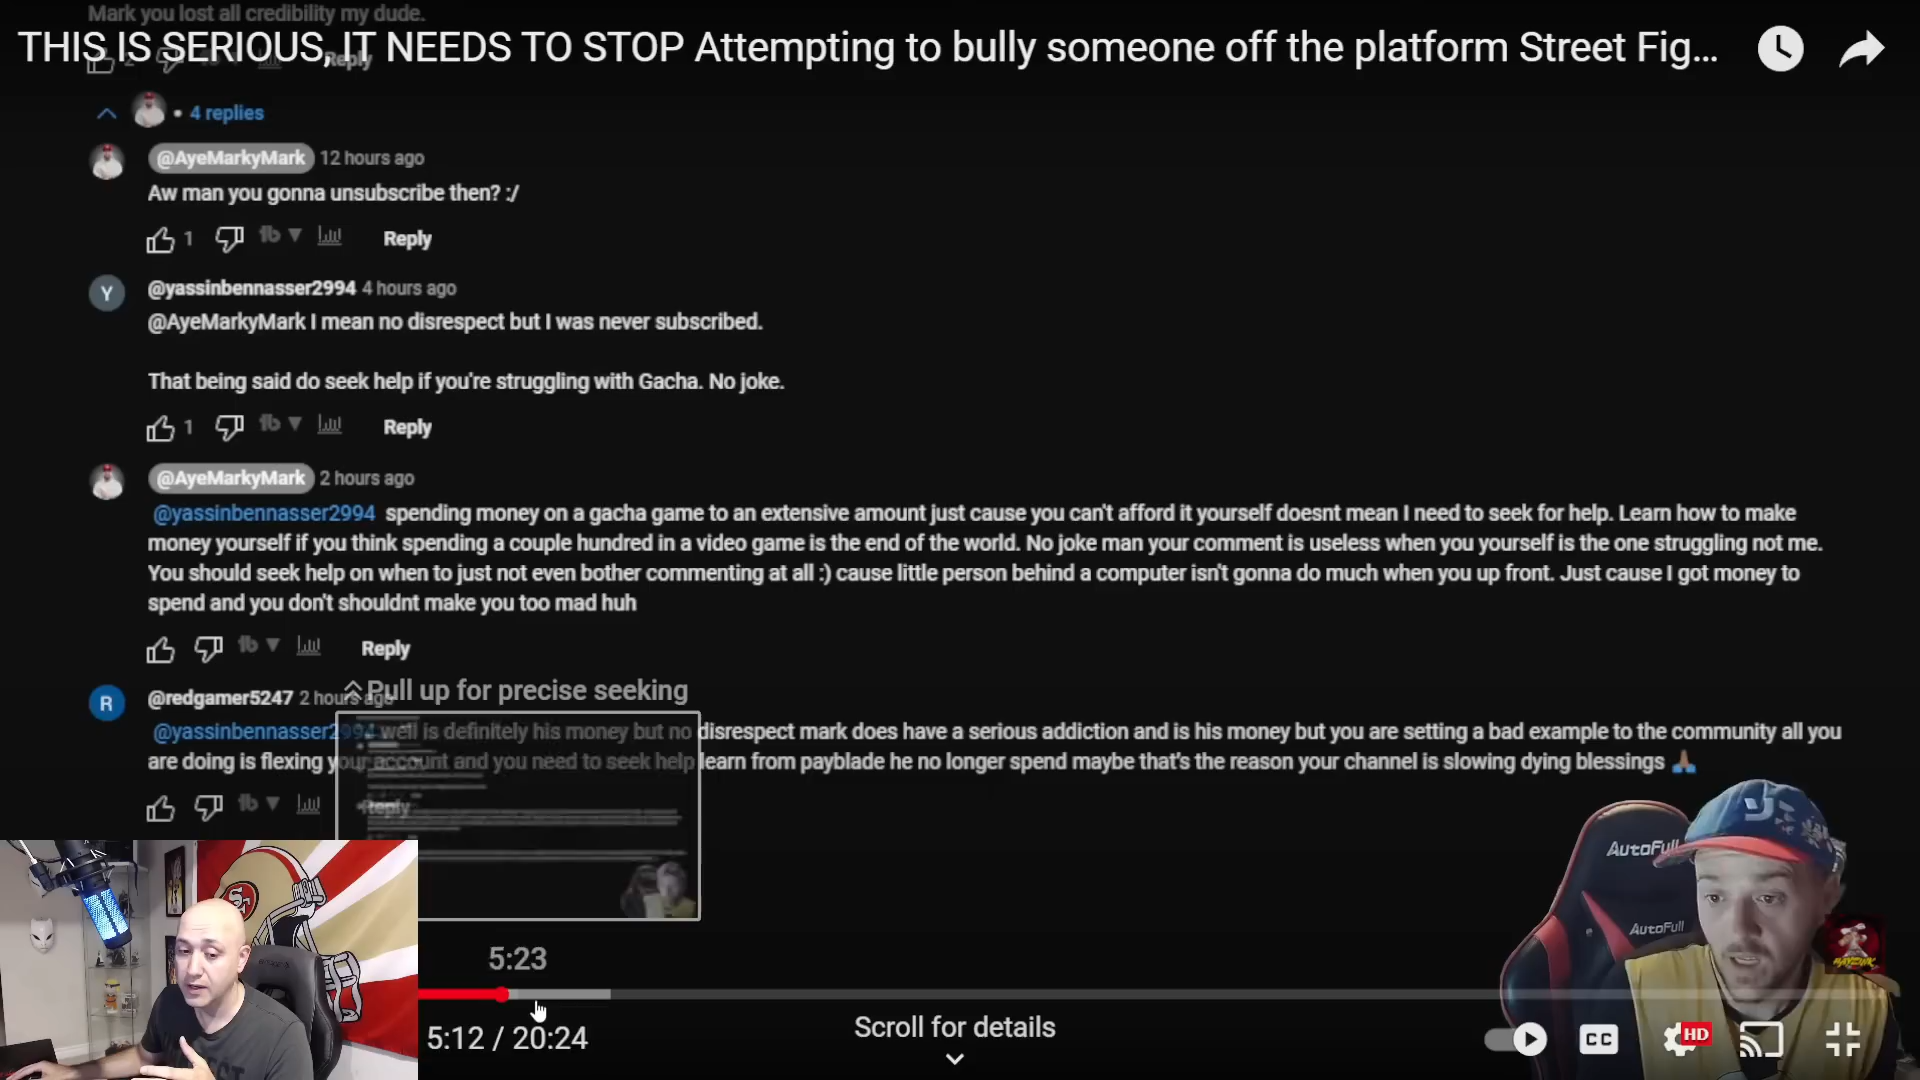 Mark you lost all credibility my dude.
THIS IS SERIOUS, IT NEEDS TO STOP Attempting to bully someone off the platform Street Fig...
Reply
• 4 replies
@AyeMarkyMark 12 hours ago
Aw man you gonna unsubscribe then? :/
1 Reply
Y
@yassinbennasser2994 4 hours ago
@AyeMarkyMark I mean no disrespect but I was never subscribed.
That being said do seek help if you're struggling with Gacha. No joke.
1 Reply
@AyeMarkyMark 2 hours ago
@yassinbennasser2994 spending money on a gacha game to an extensive amount just cause you can't afford it yourself doesnt mean I need to seek for help. Learn how to make
money yourself if you think spending a couple hundred in a video game is the end of the world. No joke man your comment is useless when you yourself is the one struggling not me.
You should seek help on when to just not even bother commenting at all :) cause little person behind a computer isn't gonna do much when you up front. Just cause I got money to
spend and you don't shouldnt make you too mad huh
Reply
Pull up for precise seeking
R
@redgamer5247 2 hours ago
@yassinbennasser2994 well is definitely his money but no disrespect mark does have a serious addiction and is his money but you are setting a bad example to the community all you
are doing is flexing your account and you need to seek help learn from payblade he no longer spend maybe that's the reason your channel is slowing dying blessings 🙏🏽
Reply
AutoFull
AutoFull
SF
5:23
5:12 / 20:24
Scroll for details
CC
HD